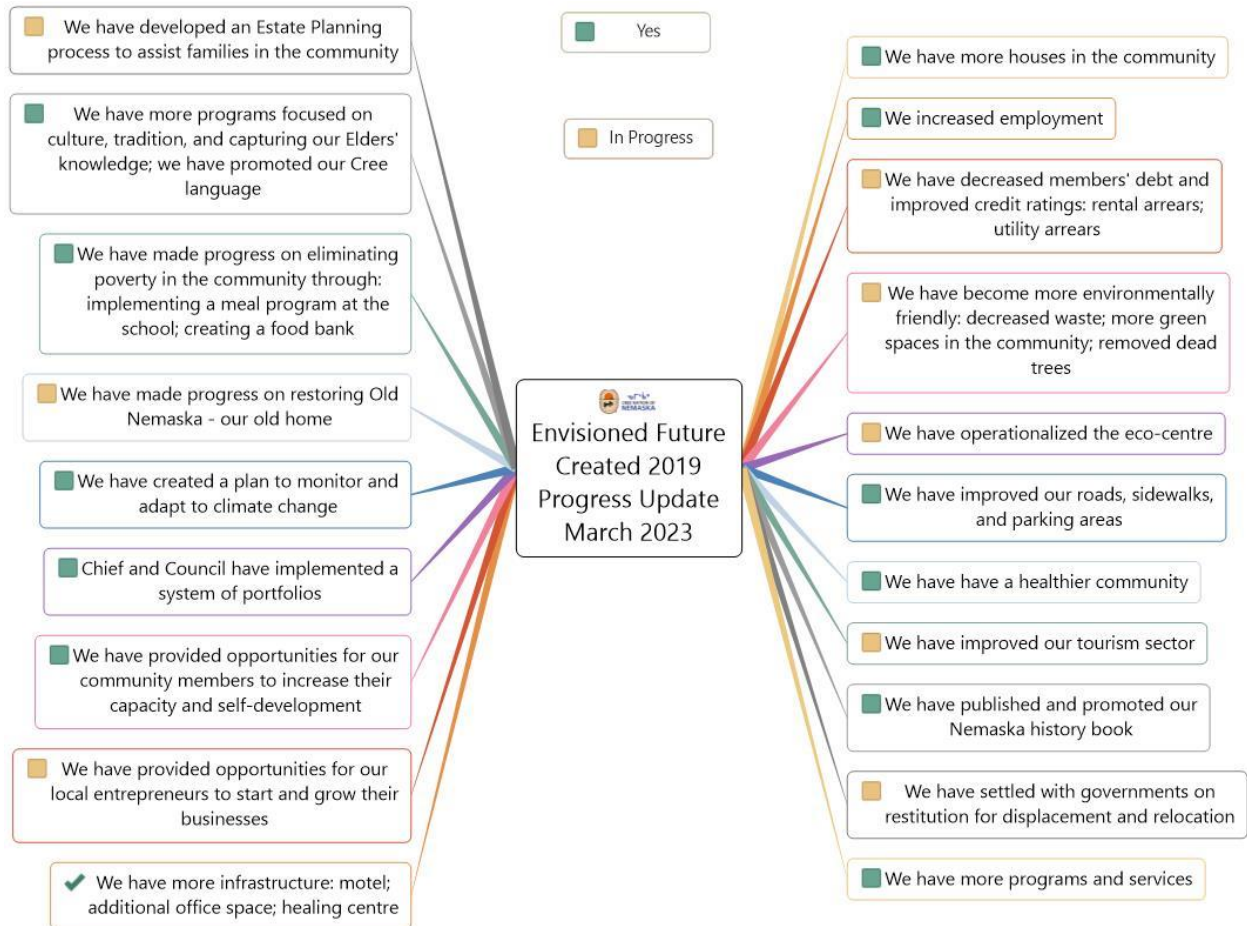 We have developed an Estate Planning
process to assist families in the community
We have more programs focused on
culture, tradition, and capturing our Elders'
knowledge; we have promoted our Cree
language
We have made progress on eliminating
poverty in the community through:
implementing a meal program at the
school; creating a food bank
We have made progress on restoring Old
Nemaska - our old home
We have created a plan to monitor and
adapt to climate change
Chief and Council have implemented a
system of portfolios
We have provided opportunities for our
community members to increase their
capacity and self-development
We have provided opportunities for our
local entrepreneurs to start and grow their
businesses
We have more infrastructure: motel;
additional office space; healing centre
Yes
In Progress
CREE NATION OF
NEMASKA
Envisioned Future
Created 2019
Progress Update
March 2023
We have more houses in the community
We increased employment
We have decreased members' debt and
improved credit ratings: rental arrears;
utility arrears
We have become more environmentally
friendly: decreased waste; more green
spaces in the community; removed dead
trees
We have operationalized the eco-centre
We have improved our roads, sidewalks,
and parking areas
We have have a healthier community
We have improved our tourism sector
We have published and promoted our
Nemaska history book
We have settled with governments on
restitution for displacement and relocation
We have more programs and services